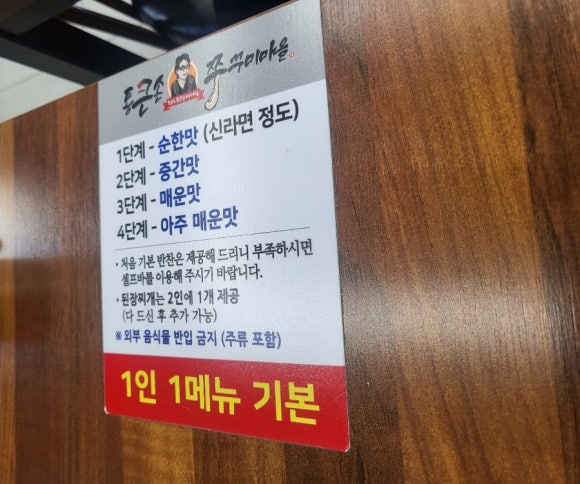 통큰손 쭈꾸미마을
1단계 - 순한맛 (신라면 정도)
2단계 - 중간맛
3단계 - 매운맛
4단계 - 아주 매운맛
· 처음 기본 반찬은 제공해 드리니 부족하시면
셀프바를 이용해 주시기 바랍니다.
· 된장찌개는 2인에 1개 제공
(다 드신 후 추가 가능)
※ 외부 음식물 반입 금지 (주류 포함)
1인 1메뉴 기본